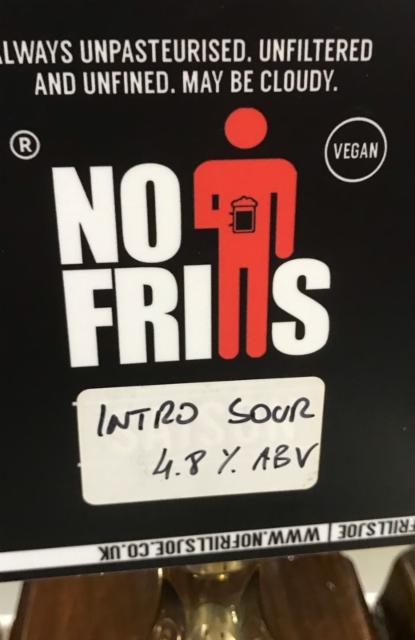 ALWAYS UNPASTEURISED. UNFILTERED
AND UNFINED. MAY BE CLOUDY.
®
VEGAN
NO
FRILLS
INTRO SOUR
4.8% ABV
FRILLSJOE | WWW.NOFRILLSJOE.CO.UK